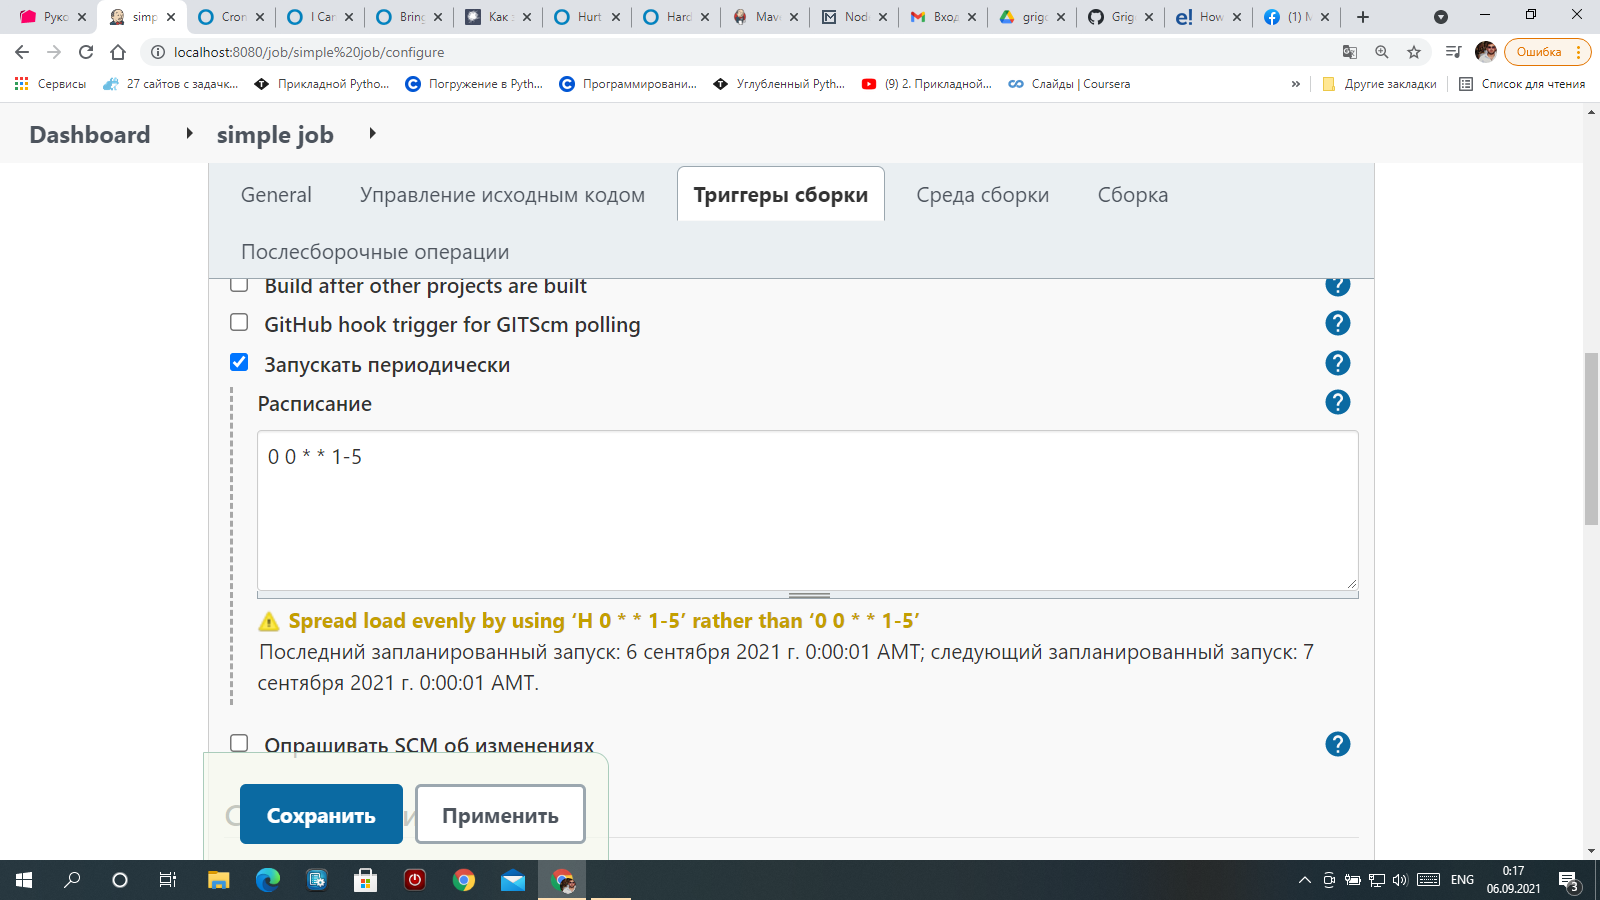 Руко
simp
Cron
I Car
Bring
Как
Hurt
Hard
Mave
Node
Вход
grigo
Grig
How
(1) M
localhost:8080/job/simple%20job/configure
Ошибка
Сервисы
27 сайтов с задачк...
Прикладной Pytho...
Погружение в Pyth...
Программировани...
Углубленный Pyth...
(9) 2. Прикладной...
Слайды | Coursera
»
Другие закладки
Список для чтения
Dashboard
simple job
General
Управление исходным кодом
Триггеры сборки
Среда сборки
Сборка
Послесборочные операции
Build after other projects are built
GitHub hook trigger for GITScm polling
Запускать периодически
Расписание
0 0 * * 1-5
Spread load evenly by using ‘H 0 * * 1-5’ rather than ‘0 0 * * 1-5’
Последний запланированный запуск: 6 сентября 2021 г. 0:00:01 AMT; следующий запланированный запуск: 7
сентября 2021 г. 0:00:01 AMT.
Опрашивать SCM об изменениях
Сохранить
Применить
ENG
0:17
06.09.2021
3